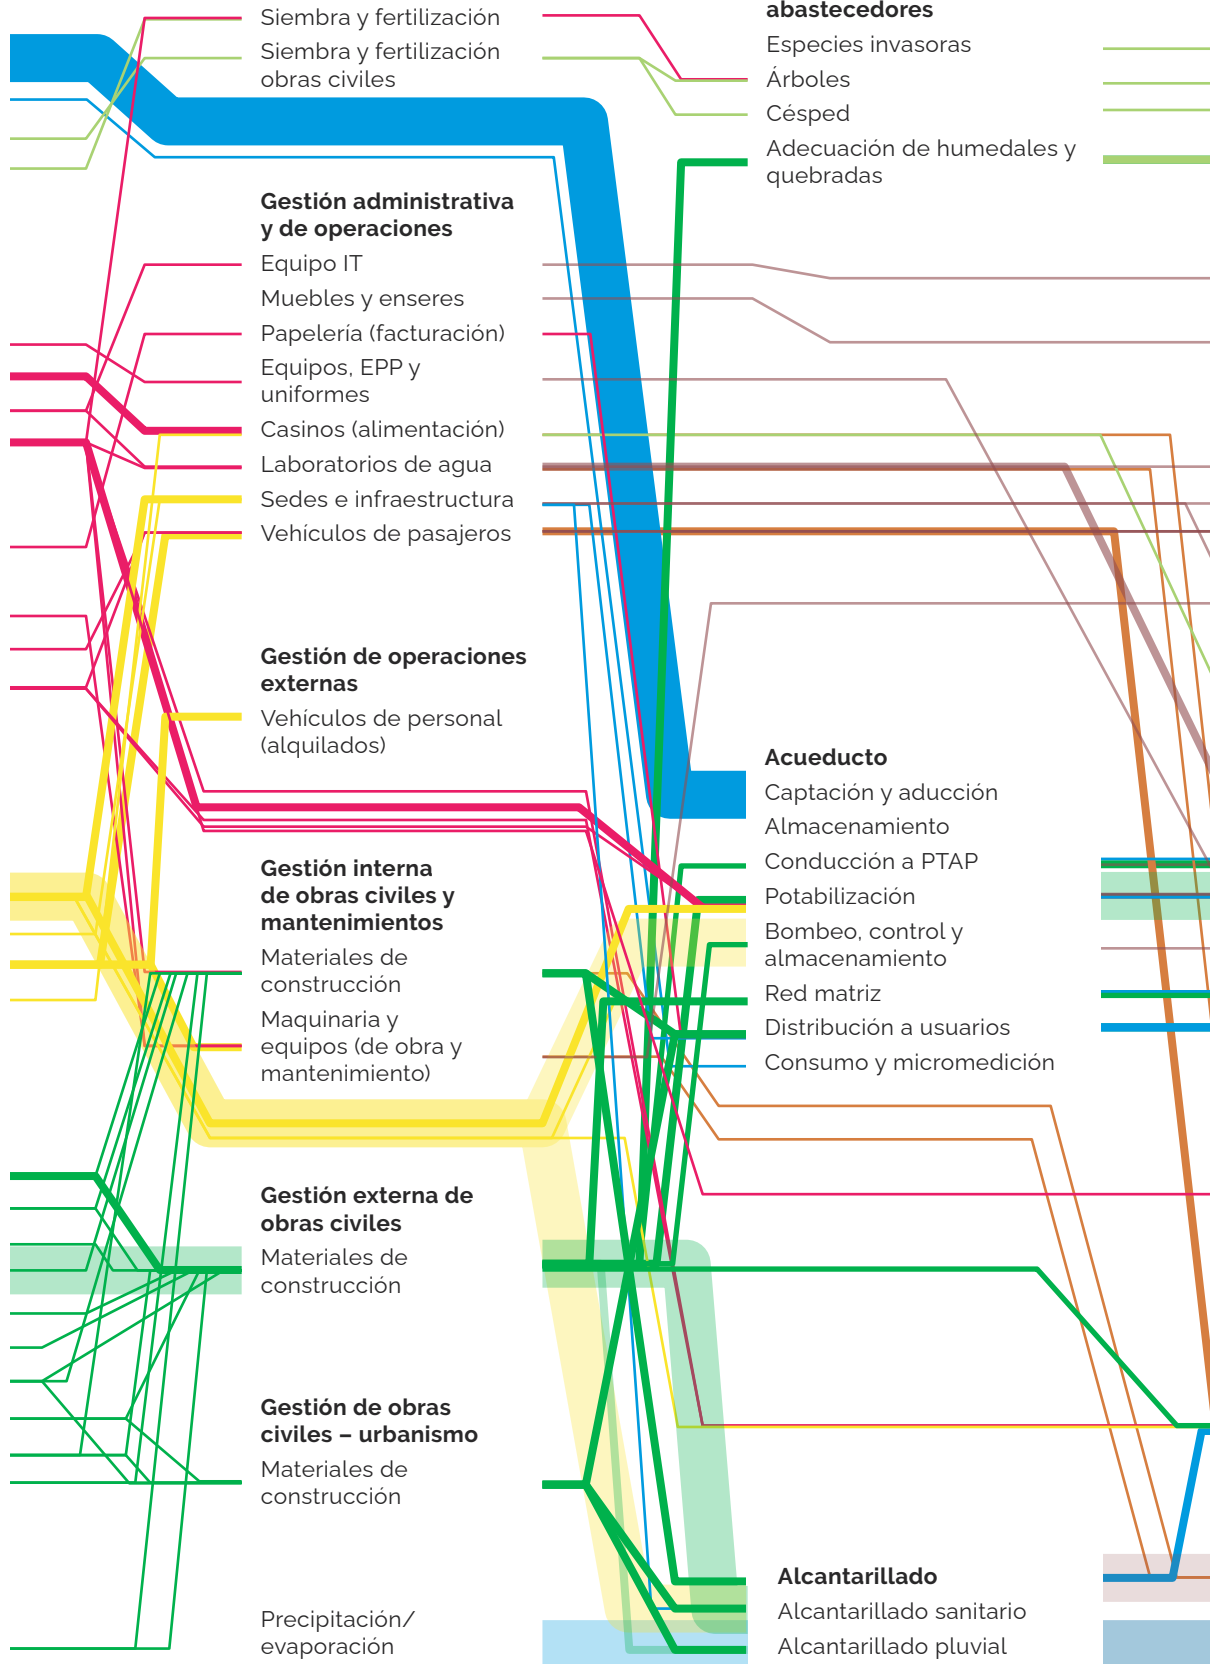 Siembra y fertilización
Siembra y fertilización
obras civiles
Gestión administrativa
y de operaciones
Equipo IT
Muebles y enseres
Papelería (facturación)
Equipos, EPP y
uniformes
Casinos (alimentación)
Laboratorios de agua
Sedes e infraestructura
Vehículos de pasajeros
Gestión de operaciones
externas
Vehículos de personal
(alquilados)
Gestión interna
de obras civiles y
mantenimientos
Materiales de
construcción
Maquinaria y
equipos (de obra y
mantenimiento)
Gestión externa de
obras civiles
Materiales de
construcción
Gestión de obras
civiles – urbanismo
Materiales de
construcción
Precipitación/
evaporación
abastecedores
Especies invasoras
Árboles
Césped
Adecuación de humedales y
quebradas
Acueducto
Captación y aducción
Almacenamiento
Conducción a PTAP
Potabilización
Bombeo, control y
almacenamiento
Red matriz
Distribución a usuarios
Consumo y micromedición
Alcantarillado
Alcantarillado sanitario
Alcantarillado pluvial